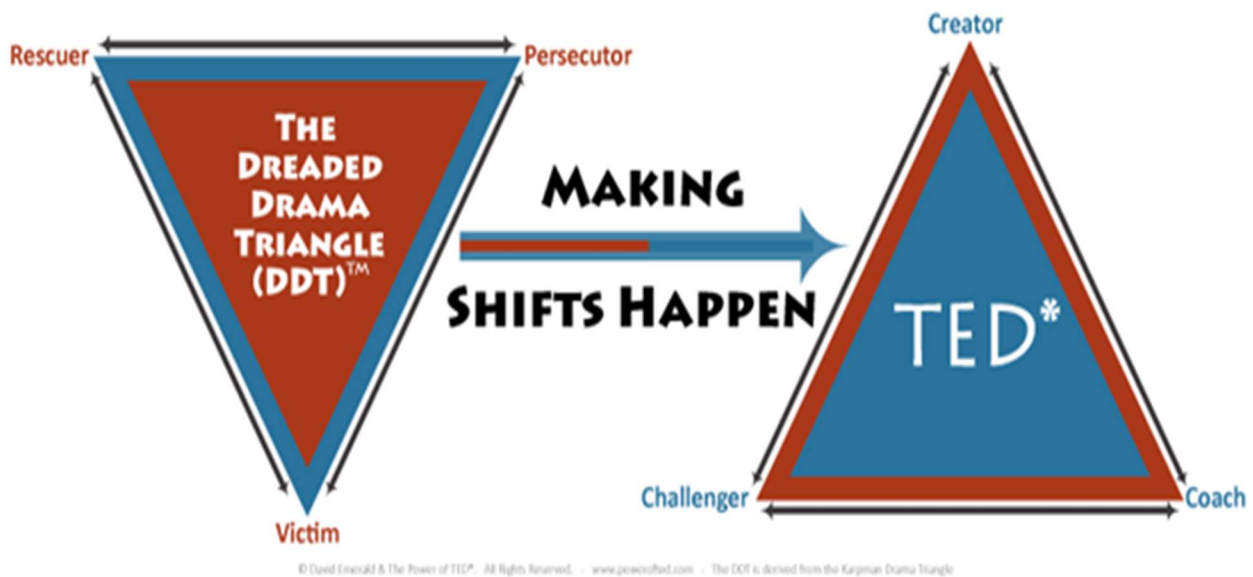 Rescuer
Persecutor
THE
DREADED
DRAMA
TRIANGLE
(DDT)™
Victim
MAKING
SHIFTS HAPPEN
Creator
TED*
Challenger
Coach
© David Emerald & The Power of TED*. All Rights Reserved. - www.powerofted.com - The DDT is derived from the Karpman Drama Triangle